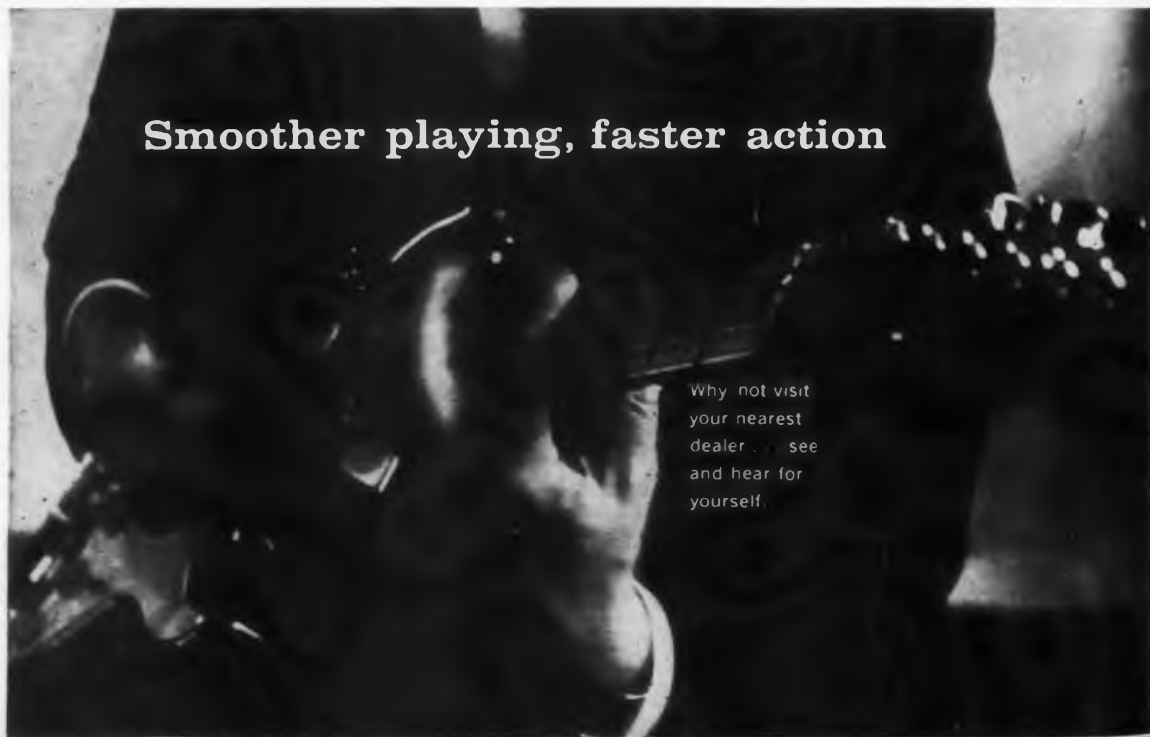 Smoother playing, faster action
Why not visit
your nearest
dealer . . . see
and hear for
yourself.